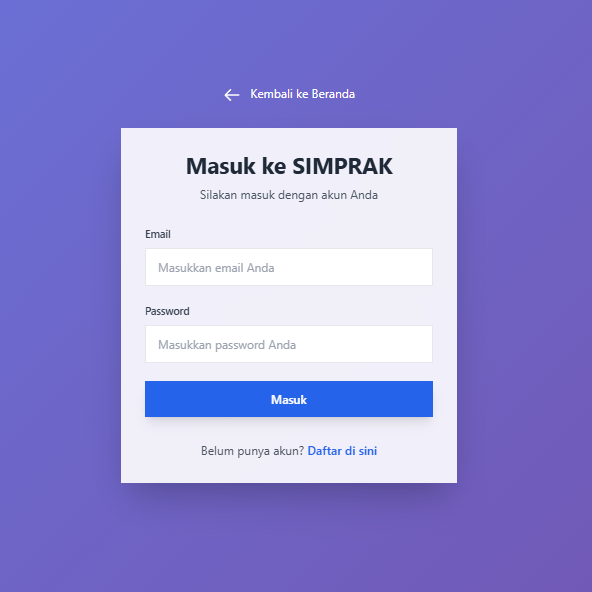 Kembali ke Beranda
Masuk ke SIMPRAK
Silakan masuk dengan akun Anda
Email
Masukkan email Anda
Password
Masukkan password Anda
Masuk
Belum punya akun? Daftar di sini